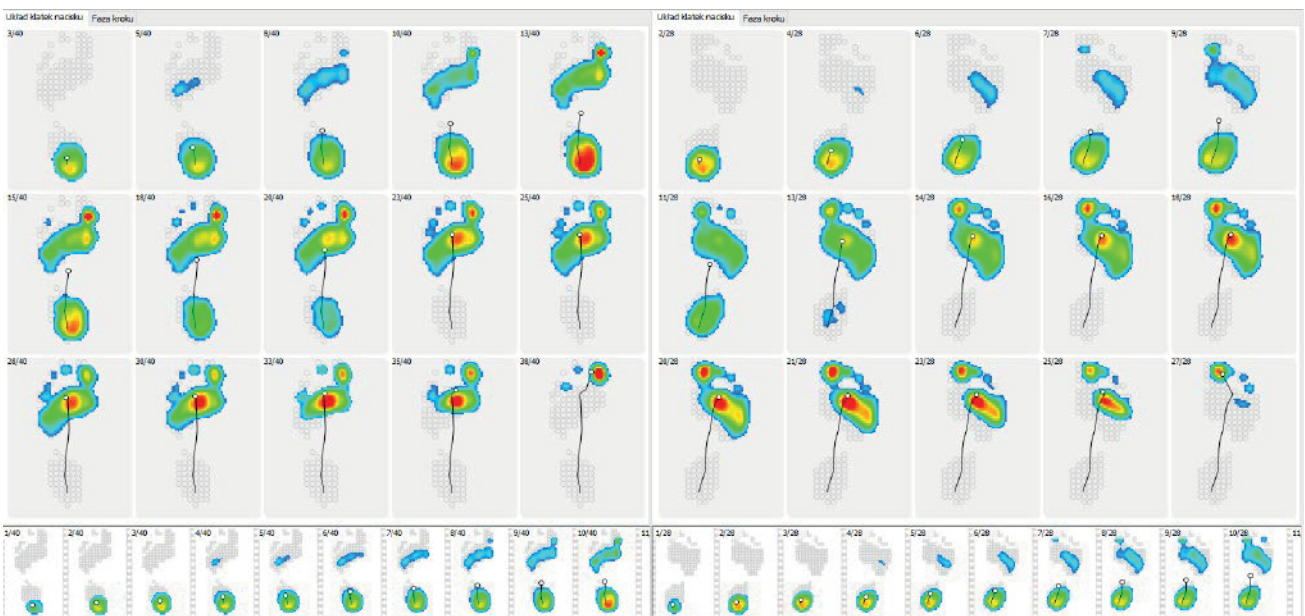 Układ klatek nacisku Faza kroku
3/40 5/40 8/40 10/40 13/40
15/40 18/40 20/40 23/40 25/40
28/40 30/40 33/40 35/40 38/40
1/40 2/40 3/40 4/40 5/40 6/40 7/40 8/40 9/40 10/40 11
Układ klatek nacisku Faza kroku
2/28 4/28 6/28 7/28 9/28
11/28 13/28 14/28 16/28 18/28
20/28 21/28 23/28 25/28 27/28
1/28 2/28 3/28 4/28 5/28 6/28 7/28 8/28 9/28 10/28 11